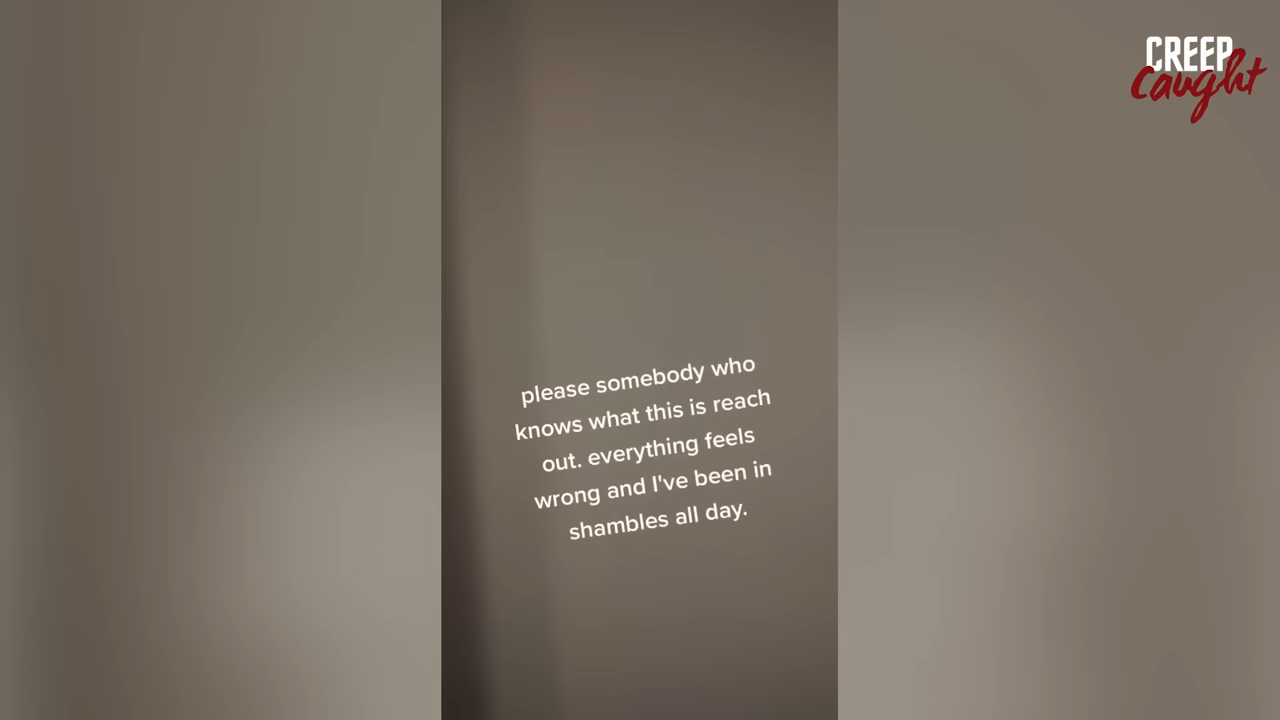 CREEP
caught
please somebody who
knows what this is reach
out. everything feels
wrong and I've been in
shambles all day.